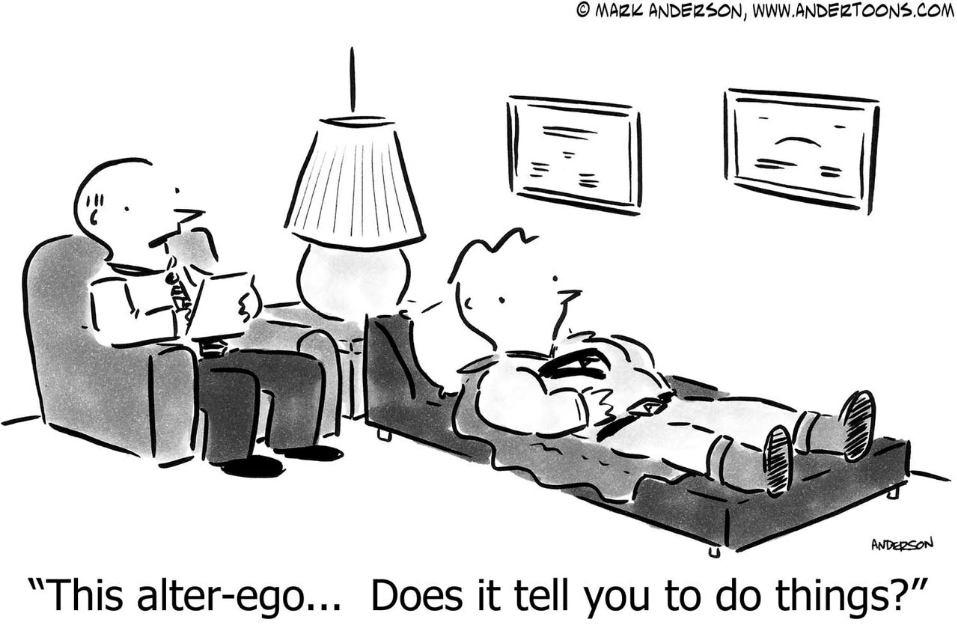 © MARK ANDERSON, WWW.ANDERTOONS.COM
ANDERSON
“This alter-ego... Does it tell you to do things?”